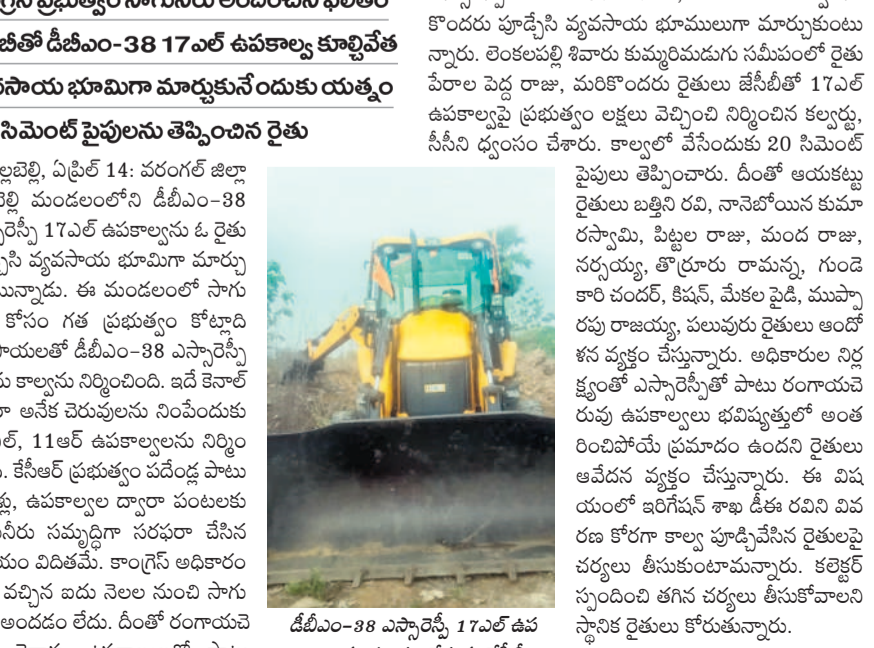 ప్రభుత్వం సాగునీరు అందించని ఫలితం
డీబీఎం-38 17ఎల్ ఉపకాల్వ కూల్చివేత
భూమిగా మార్చుకునేందుకు యత్నం
సిమెంట్ పైపులను తెప్పించిన రైతు
ఏప్రిల్ 14: వరంగల్ జిల్లా
మండలంలోని డీబీఎం-38
17ఎల్ ఉపకాల్వను ఓ రైతు
వ్యవసాయ భూమిగా మార్చు
ఈ మండలంలో సాగు
కోసం గత ప్రభుత్వం కోట్లాది
డీబీఎం-38 ఎస్సారెస్పీ
కాల్వను నిర్మించింది. ఇదే కెనాల్
అనేక చెరువులను నింపేందుకు
11ఆర్ ఉపకాల్వలను నిర్మిం
కేసీఆర్ ప్రభుత్వం పదేండ్ల పాటు
ఉపకాల్వల ద్వారా పంటలకు
సమృద్ధిగా సరఫరా చేసిన
విదితమే. కాంగ్రెస్ అధికారం
వచ్చిన ఐదు నెలల నుంచి సాగు
అందడం లేదు. దీంతో రంగాయచె
డీబీఎం-38 ఎస్సారెస్పీ 17ఎల్ ఉప
కొందరు పూడ్చేసి వ్యవసాయ భూములుగా మార్చుకుంటు
న్నారు. లెంకలపల్లి శివారు కుమ్మరిమడుగు సమీపంలో రైతు
పేరాల పెద్ద రాజు, మరికొందరు రైతులు జేసీబీతో 17ఎల్
ఉపకాల్వపై ప్రభుత్వం లక్షలు వెచ్చించి నిర్మించిన కల్వర్టు,
సీసీని ధ్వంసం చేశారు. కాల్వలో వేసేందుకు 20 సిమెంట్
పైపులు తెప్పించారు. దీంతో ఆయకట్టు
రైతులు బత్తిని రవి, నానెబోయిన కుమా
రస్వామి, పిట్టల రాజు, మంద రాజు,
నర్సయ్య, తొర్రూరు రామన్న, గుండె
కారి చందర్, కిషన్, మేకల పైడి, ముప్పా
రపు రాజయ్య, పలువురు రైతులు ఆందో
ళన వ్యక్తం చేస్తున్నారు. అధికారుల నిర్ల
క్ష్యంతో ఎస్సారెస్పీతో పాటు రంగాయచె
రువు ఉపకాల్వలు భవిష్యత్తులో అంత
రించిపోయే ప్రమాదం ఉందని రైతులు
ఆవేదన వ్యక్తం చేస్తున్నారు. ఈ విష
యంలో ఇరిగేషన్ శాఖ డీఈ రవిని వివ
రణ కోరగా కాల్వ పూడ్చివేసిన రైతులపై
చర్యలు తీసుకుంటామన్నారు. కలెక్టర్
స్పందించి తగిన చర్యలు తీసుకోవాలని
స్థానిక రైతులు కోరుతున్నారు.